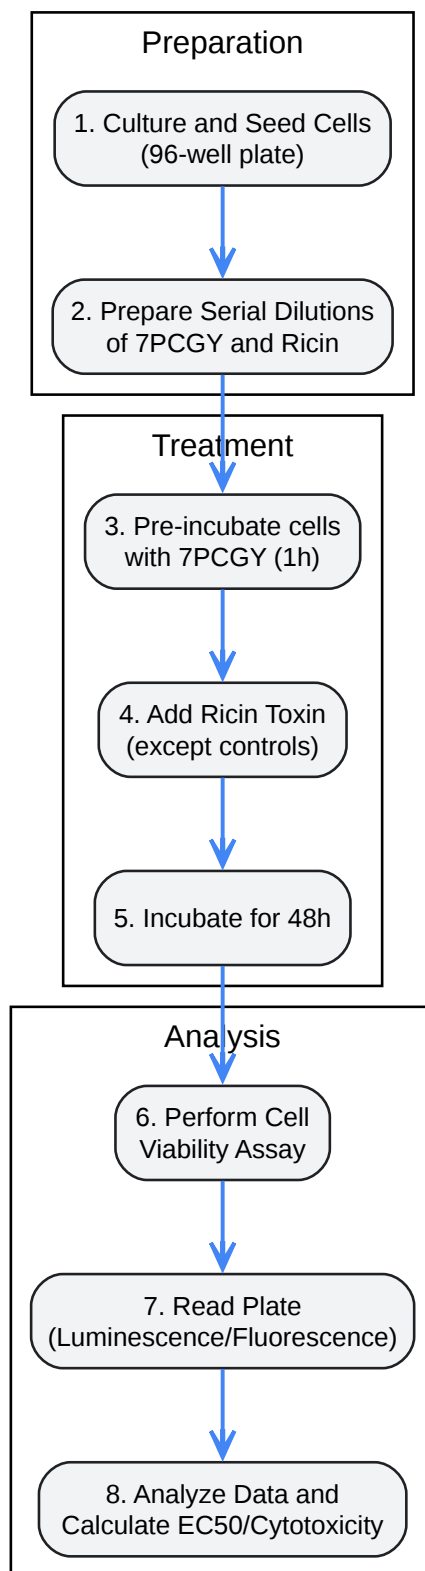 Preparation
1. Culture and Seed Cells
(96-well plate)
2. Prepare Serial Dilutions
of 7PCGY and Ricin
Treatment
3. Pre-incubate cells
with 7PCGY (1h)
4. Add Ricin Toxin
(except controls)
5. Incubate for 48h
Analysis
6. Perform Cell
Viability Assay
7. Read Plate
(Luminescence/Fluorescence)
8. Analyze Data and
Calculate EC50/Cytotoxicity